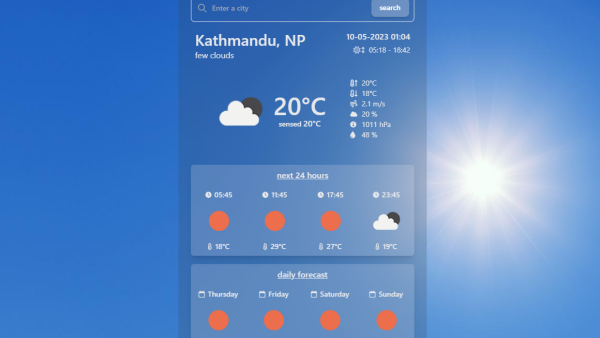 Enter a city
search
Kathmandu, NP
10-05-2023 01:04
few clouds
05:18 - 18:42
20°C
sensed 20°C
20°C
18°C
2.1 m/s
20 %
1011 hPa
48 %
next 24 hours
05:45 11:45 17:45 23:45
18°C 29°C 27°C 19°C
daily forecast
Thursday Friday Saturday Sunday